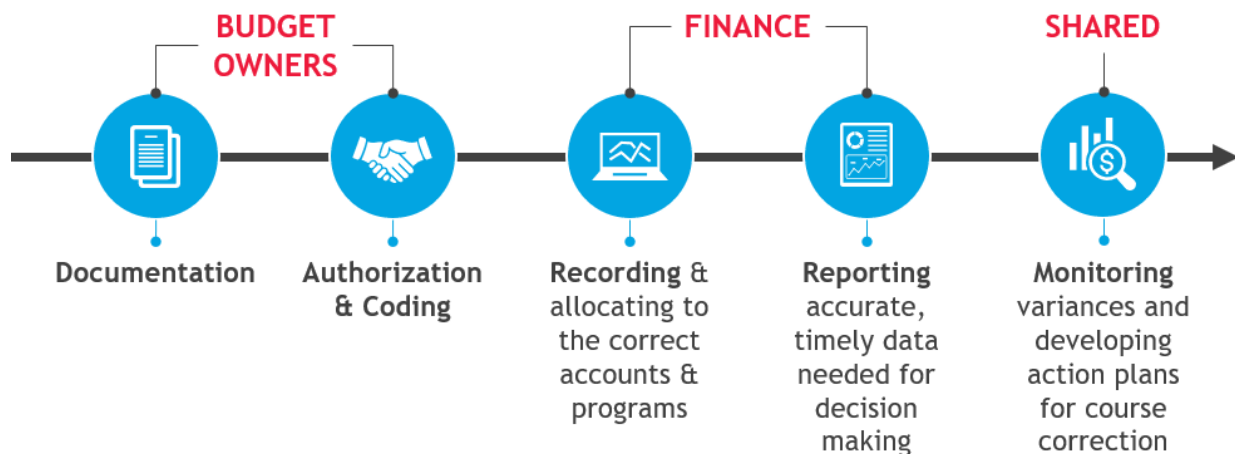 BUDGET
OWNERS
FINANCE
SHARED
$
Documentation
Authorization
& Coding
Recording &
allocating to
the correct
accounts &
programs
Reporting
accurate,
timely data
needed for
decision
making
Monitoring
variances and
developing
action plans
for course
correction